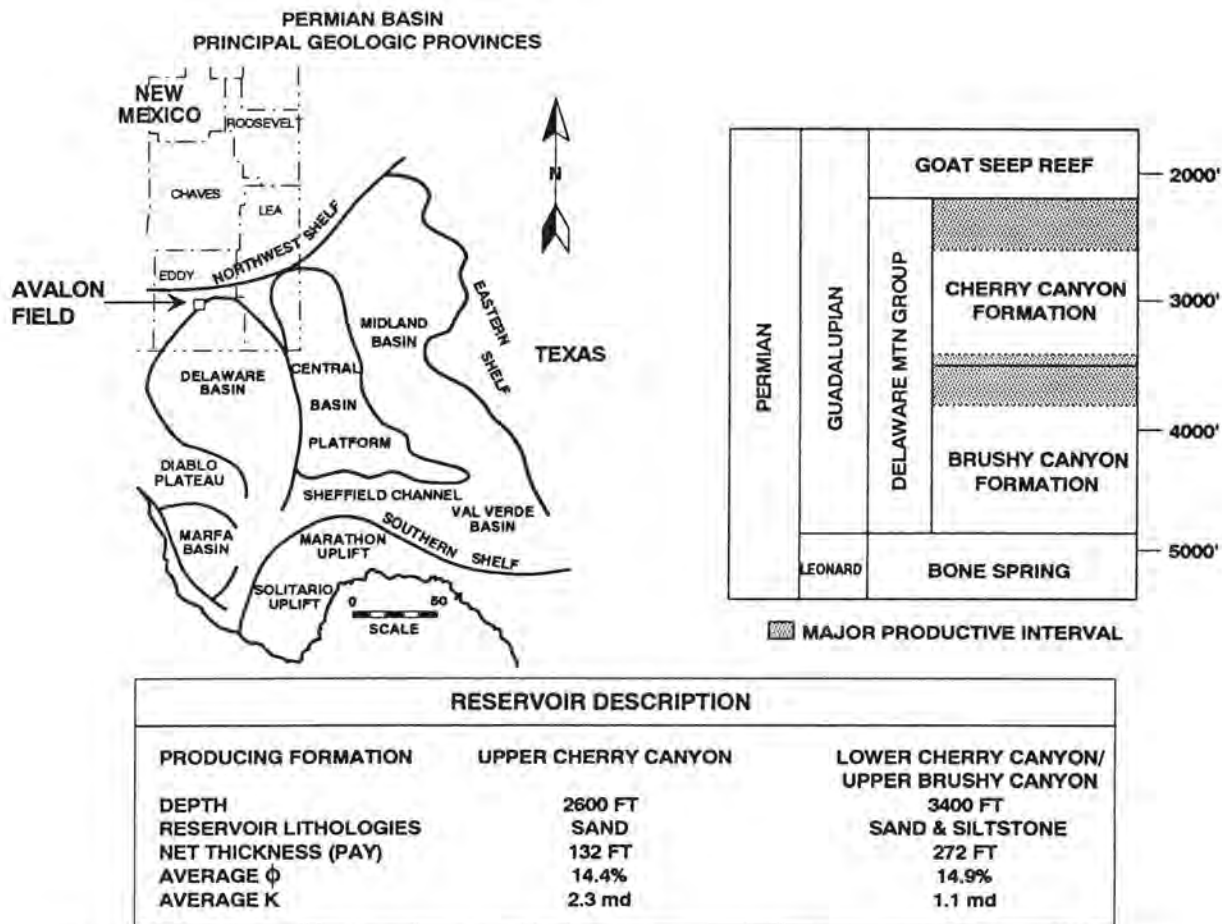 PERMIAN BASIN
PRINCIPAL GEOLOGIC PROVINCES
NEW
MEXICO
ROOSEVELT
CHAVES
LEA
EDDY
NORTHWEST SHELF
N
AVALON
FIELD
MIDLAND
BASIN
EASTERN
SHELF
TEXAS
DELAWARE
BASIN
CENTRAL
BASIN
PLATFORM
DIABLO
PLATEAU
SHEFFIELD CHANNEL
VAL VERDE
BASIN
MARFA
BASIN
MARATHON
UPLIFT
SOUTHERN
SHELF
SOLITARIO
UPLIFT
0 50
SCALE
PERMIAN
GUADALUPIAN
LEONARD
DELAWARE MTN GROUP
GOAT SEEP REEF
CHERRY CANYON
FORMATION
BRUSHY CANYON
FORMATION
BONE SPRING
2000'
3000'
4000'
5000'
MAJOR PRODUCTIVE INTERVAL
RESERVOIR DESCRIPTION
PRODUCING FORMATION UPPER CHERRY CANYON LOWER CHERRY CANYON/
UPPER BRUSHY CANYON
DEPTH 2600 FT 3400 FT
RESERVOIR LITHOLOGIES SAND SAND & SILTSTONE
NET THICKNESS (PAY) 132 FT 272 FT
AVERAGE ϕ 14.4% 14.9%
AVERAGE K 2.3 md 1.1 md